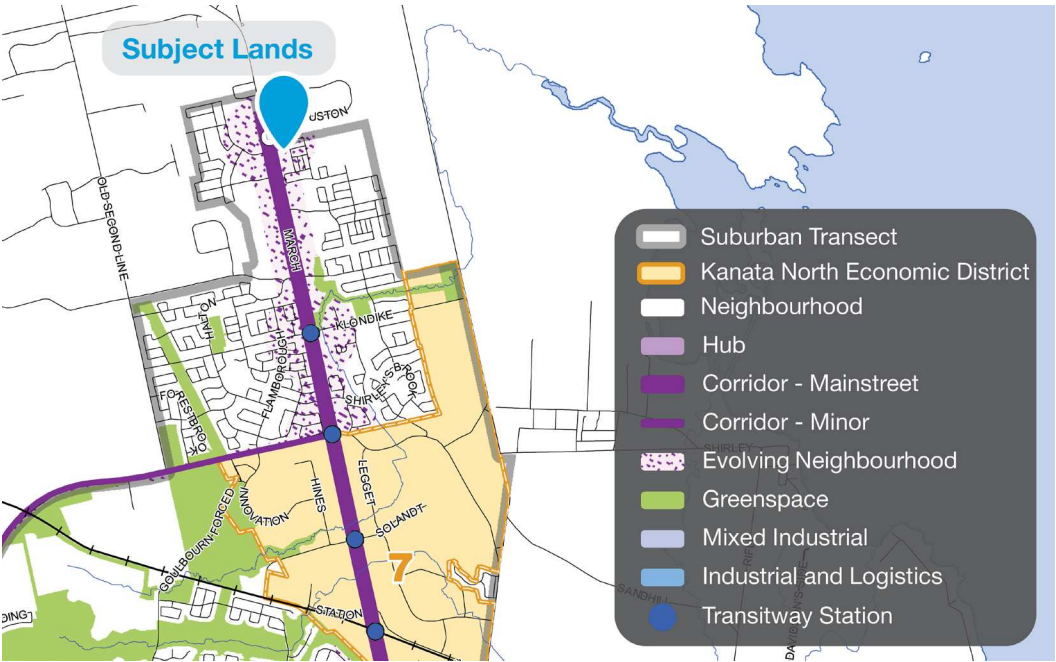 Subject Lands
USTON
OLD SECOND LINE
MARCH
HALTON
KLONDIKE
FLAMBOROUGH
SHIRLEY'S BROOK
FORESTBROOK
LEGGET
HINES
INNOVATION
SOLANDT
GOULBOURN FORCED
7
STATION
DING
Suburban Transect
Kanata North Economic District
Neighbourhood
Hub
Corridor - Mainstreet
Corridor - Minor
Evolving Neighbourhood
Greenspace
Mixed Industrial
Industrial and Logistics
Transitway Station
SHIRLEY
SANDHILL